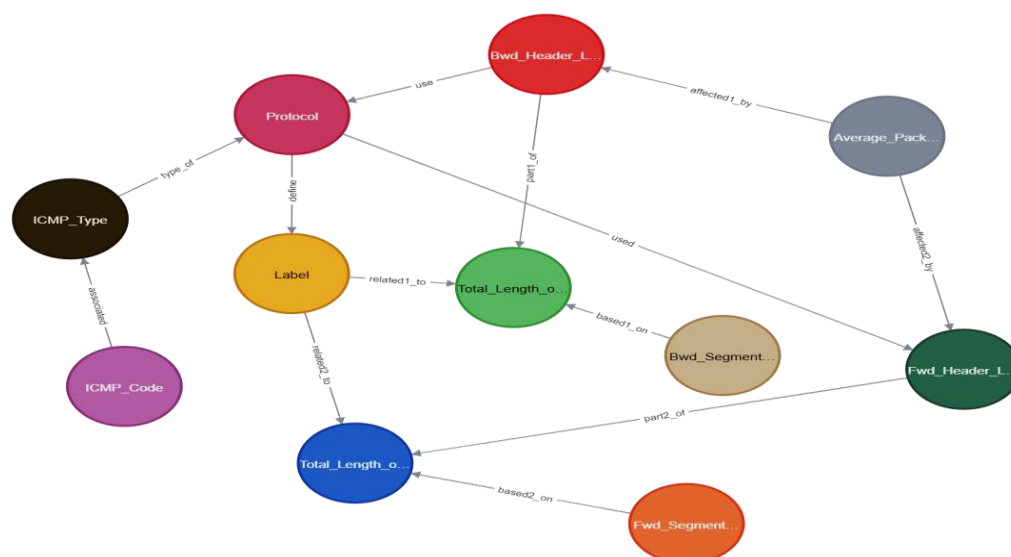 Bwd_Header_L...
use
affected1_by
Protocol
Average_Pack...
part1_of
type_of
define
ICMP_Type
used
affected2_by
Label
related1_to
Total_Length_o...
associated
based1_on
Bwd_Segment...
related2_to
Fwd_Header_L...
ICMP_Code
part2_of
Total_Length_o...
based2_on
Fwd_Segment...